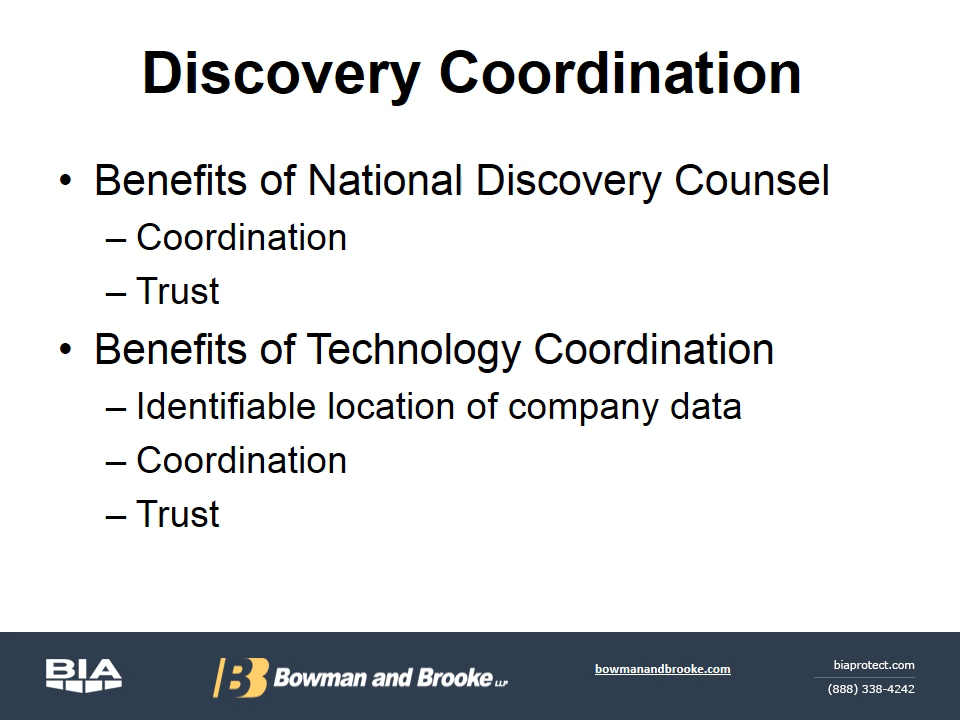 Discovery Coordination
• Benefits of National Discovery Counsel
– Coordination
– Trust
• Benefits of Technology Coordination
– Identifiable location of company data
– Coordination
– Trust
BIA
B Bowman and Brooke LLP
bowmanandbrooke.com
biaprotect.com
(888) 338-4242